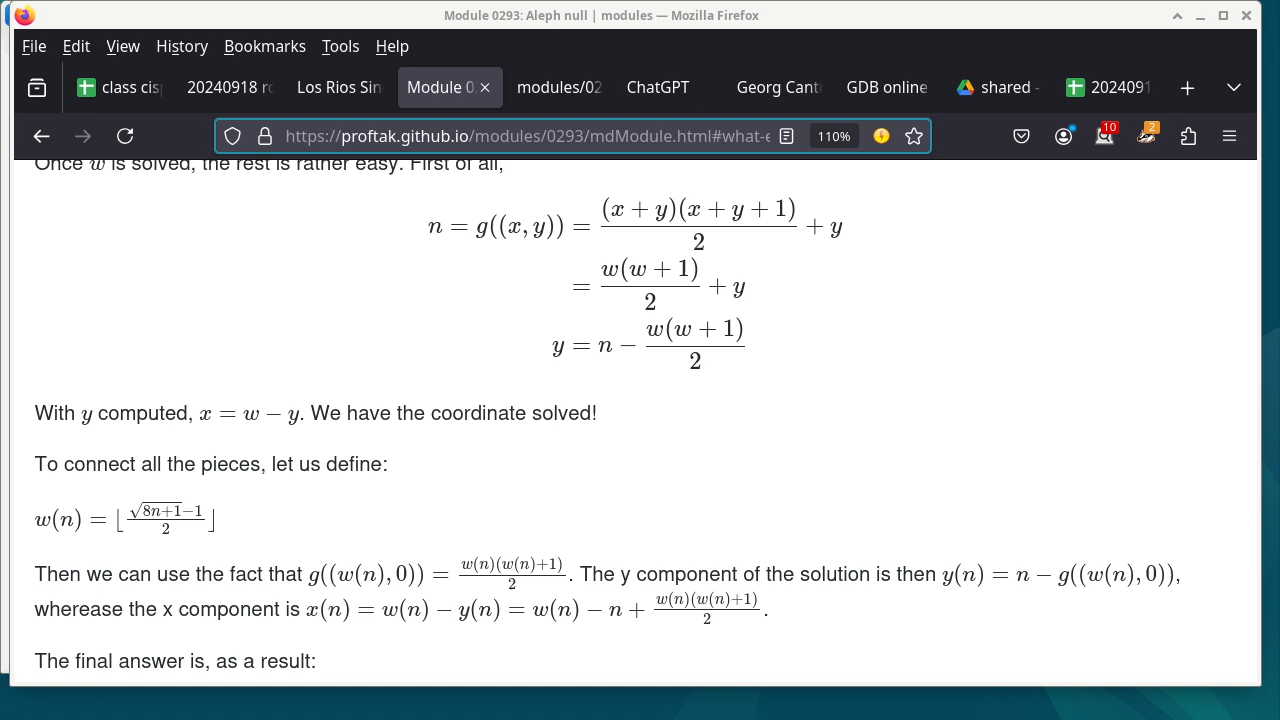 Module 0293: Aleph null | modules — Mozilla Firefox
File Edit View History Bookmarks Tools Help
class cis 20240918 ro Los Rios Sin Module 0 modules/02 ChatGPT Georg Cant GDB online shared - 2024091
https://proftak.github.io/modules/0293/mdModule.html#what-e 110% 10 2
Once w is solved, the rest is rather easy. First of all,
n = g((x, y)) = (x + y)(x + y + 1)/2 + y
= w(w + 1)/2 + y
y = n − w(w + 1)/2
With y computed, x = w − y. We have the coordinate solved!
To connect all the pieces, let us define:
w(n) = ⌊(√(8n+1)−1)/2⌋
Then we can use the fact that g((w(n), 0)) = w(n)(w(n)+1)/2. The y component of the solution is then y(n) = n − g((w(n), 0)),
wherease the x component is x(n) = w(n) − y(n) = w(n) − n + w(n)(w(n)+1)/2.
The final answer is, as a result: